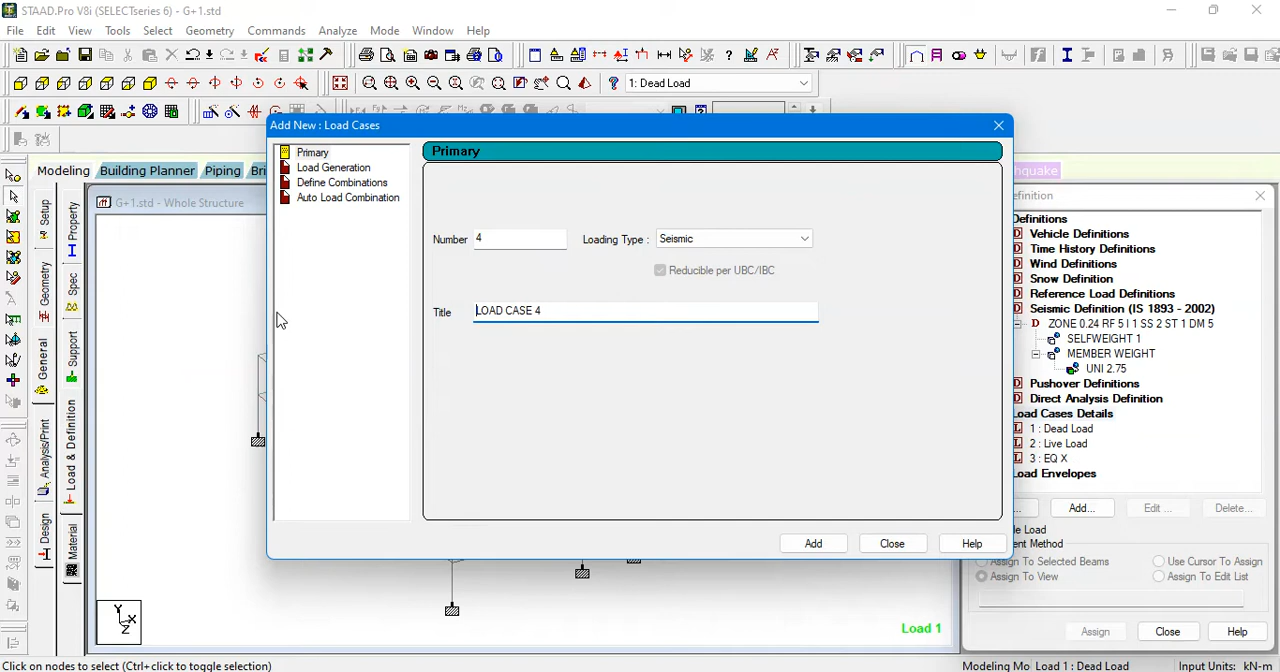 STAAD.Pro V8i (SELECTseries 6) - G+1.std
File Edit View Tools Select Geometry Commands Analyze Mode Window Help
1: Dead Load
Modeling Building Planner Piping Bri
hquake
G+1.std - Whole Structure
Setup
Geometry
General
Analysis/Print
Design
Property
Spec
Support
Load & Definition
Material
Add New : Load Cases
Primary
Load Generation
Define Combinations
Auto Load Combination
Primary
Number 4 Loading Type : Seismic
Reducible per UBC/IBC
Title LOAD CASE 4
Add Close Help
efinition
Definitions
Vehicle Definitions
Time History Definitions
Wind Definitions
Snow Definition
Reference Load Definitions
Seismic Definition (IS 1893 - 2002)
ZONE 0.24 RF 5 I 1 SS 2 ST 1 DM 5
SELFWEIGHT 1
MEMBER WEIGHT
UNI 2.75
Pushover Definitions
Direct Analysis Definition
Load Cases Details
1 : Dead Load
2 : Live Load
3 : EQ X
Load Envelopes
... Add... Edit ... Delete...
le Load
ent Method
Assign To Selected Beams Use Cursor To Assign
Assign To View Assign To Edit List
Assign Close Help
Y
X
Z
Load 1
Click on nodes to select (Ctrl+click to toggle selection) Modeling Mo Load 1 : Dead Load Input Units: kN-m